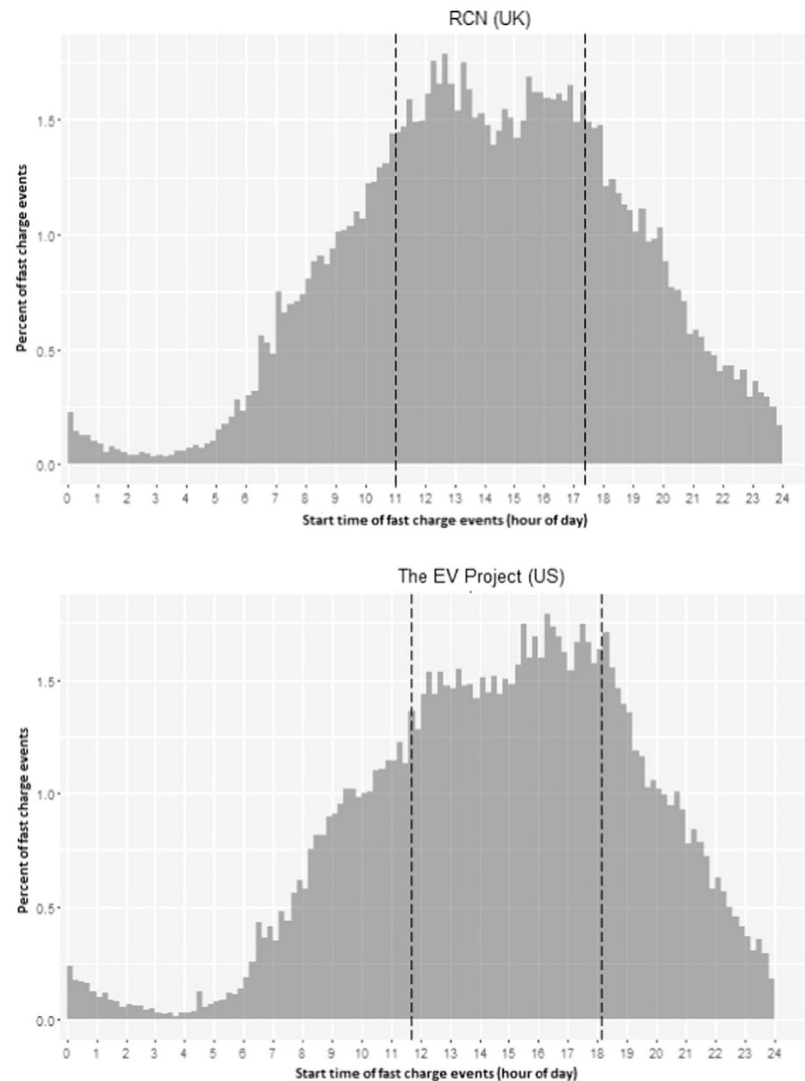 RCN (UK)
Percent of fast charge events
1.5
1.0
0.5
0.0
0 1 2 3 4 5 6 7 8 9 10 11 12 13 14 15 16 17 18 19 20 21 22 23 24
Start time of fast charge events (hour of day)
The EV Project (US)
Percent of fast charge events
1.5
1.0
0.5
0.0
0 1 2 3 4 5 6 7 8 9 10 11 12 13 14 15 16 17 18 19 20 21 22 23 24
Start time of fast charge events (hour of day)